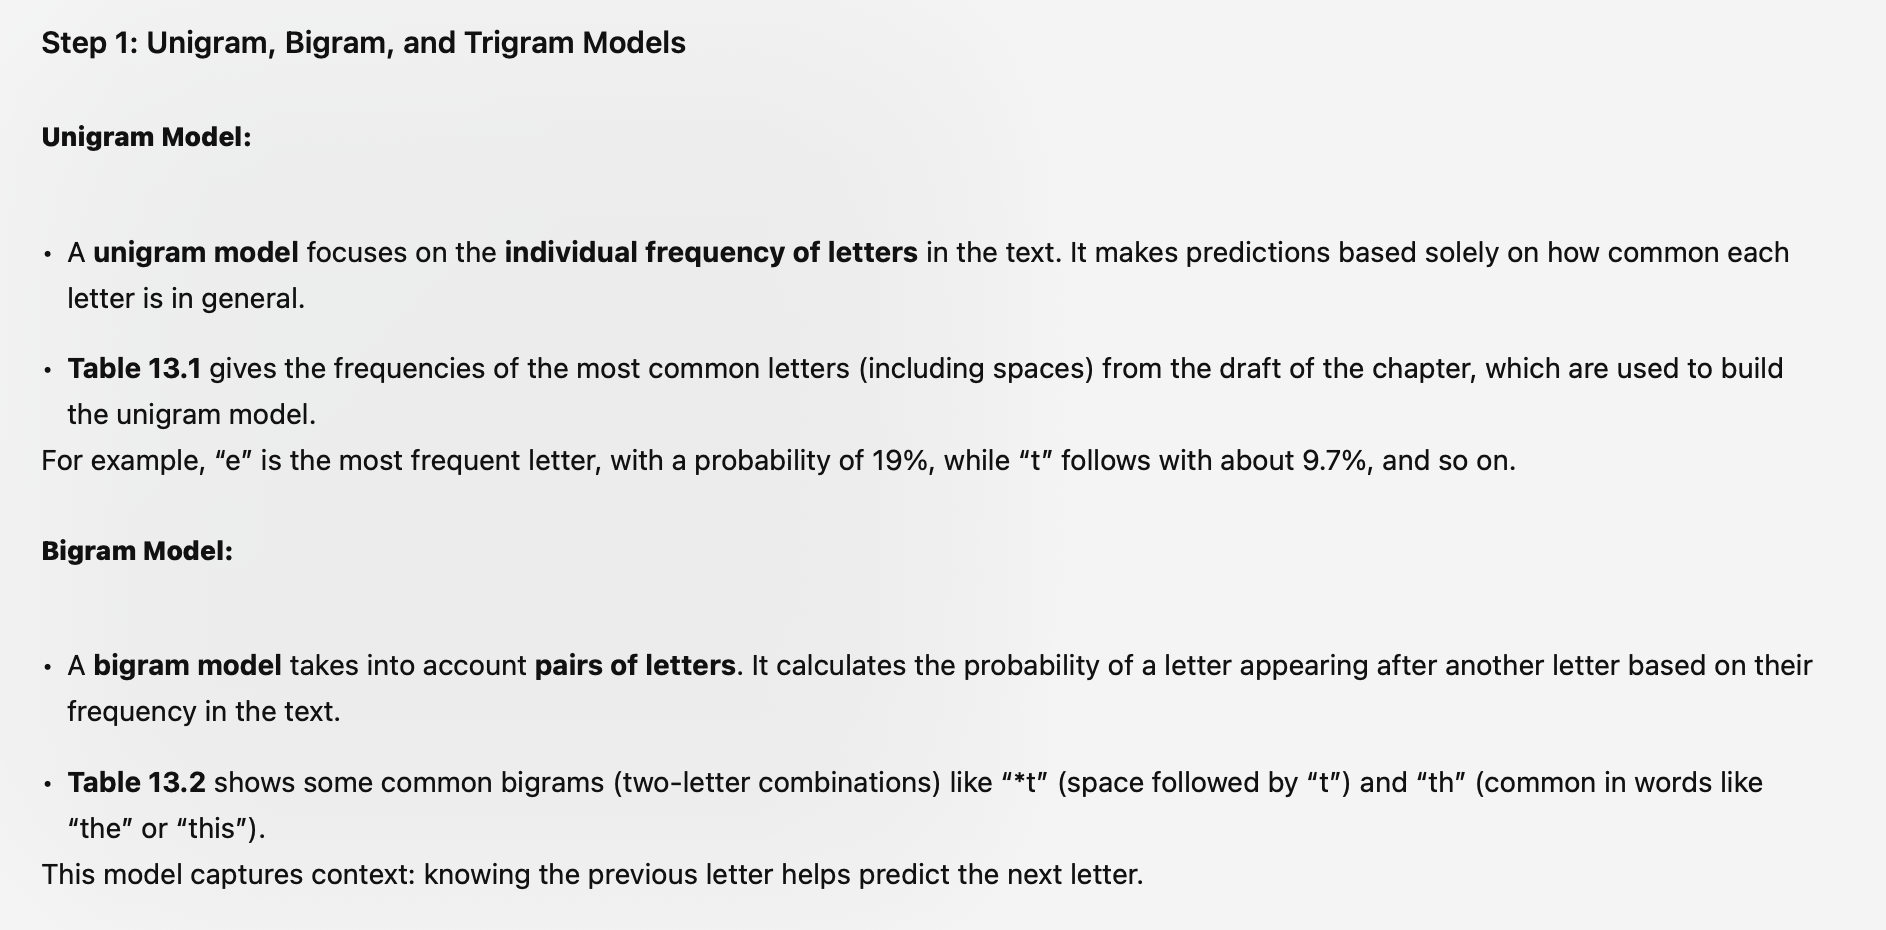 Step 1: Unigram, Bigram, and Trigram Models
Unigram Model:
• A unigram model focuses on the individual frequency of letters in the text. It makes predictions based solely on how common each
letter is in general.
• Table 13.1 gives the frequencies of the most common letters (including spaces) from the draft of the chapter, which are used to build
the unigram model.
For example, “e” is the most frequent letter, with a probability of 19%, while “t” follows with about 9.7%, and so on.
Bigram Model:
• A bigram model takes into account pairs of letters. It calculates the probability of a letter appearing after another letter based on their
frequency in the text.
• Table 13.2 shows some common bigrams (two-letter combinations) like “*t” (space followed by “t”) and “th” (common in words like
“the” or “this”).
This model captures context: knowing the previous letter helps predict the next letter.